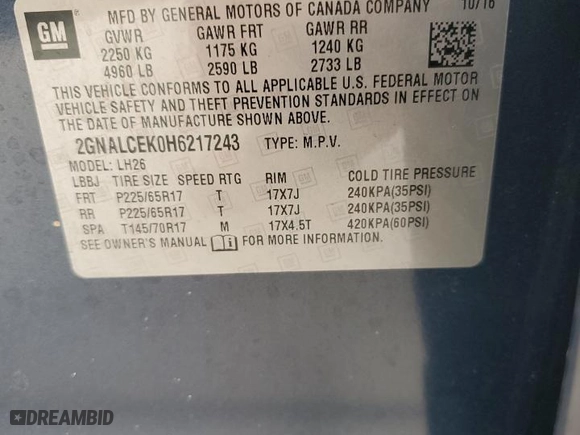 GM
MFD BY GENERAL MOTORS OF CANADA COMPANY 10/16
GVWR GAWR FRT GAWR RR
2250 KG 1175 KG 1240 KG
4960 LB 2590 LB 2733 LB
THIS VEHICLE CONFORMS TO ALL APPLICABLE U.S. FEDERAL MOTOR
VEHICLE SAFETY AND THEFT PREVENTION STANDARDS IN EFFECT ON
THE DATE OF MANUFACTURE SHOWN ABOVE.
2GNALCEK0H6217243 TYPE: M.P.V.
MODEL: LH26
LBBJ TIRE SIZE SPEED RTG RIM COLD TIRE PRESSURE
FRT P225/65R17 T 17X7J 240KPA(35PSI)
RR P225/65R17 T 17X7J 240KPA(35PSI)
SPA T145/70R17 M 17X4.5T 420KPA(60PSI)
SEE OWNER'S MANUAL FOR MORE INFORMATION.
DREAMBID